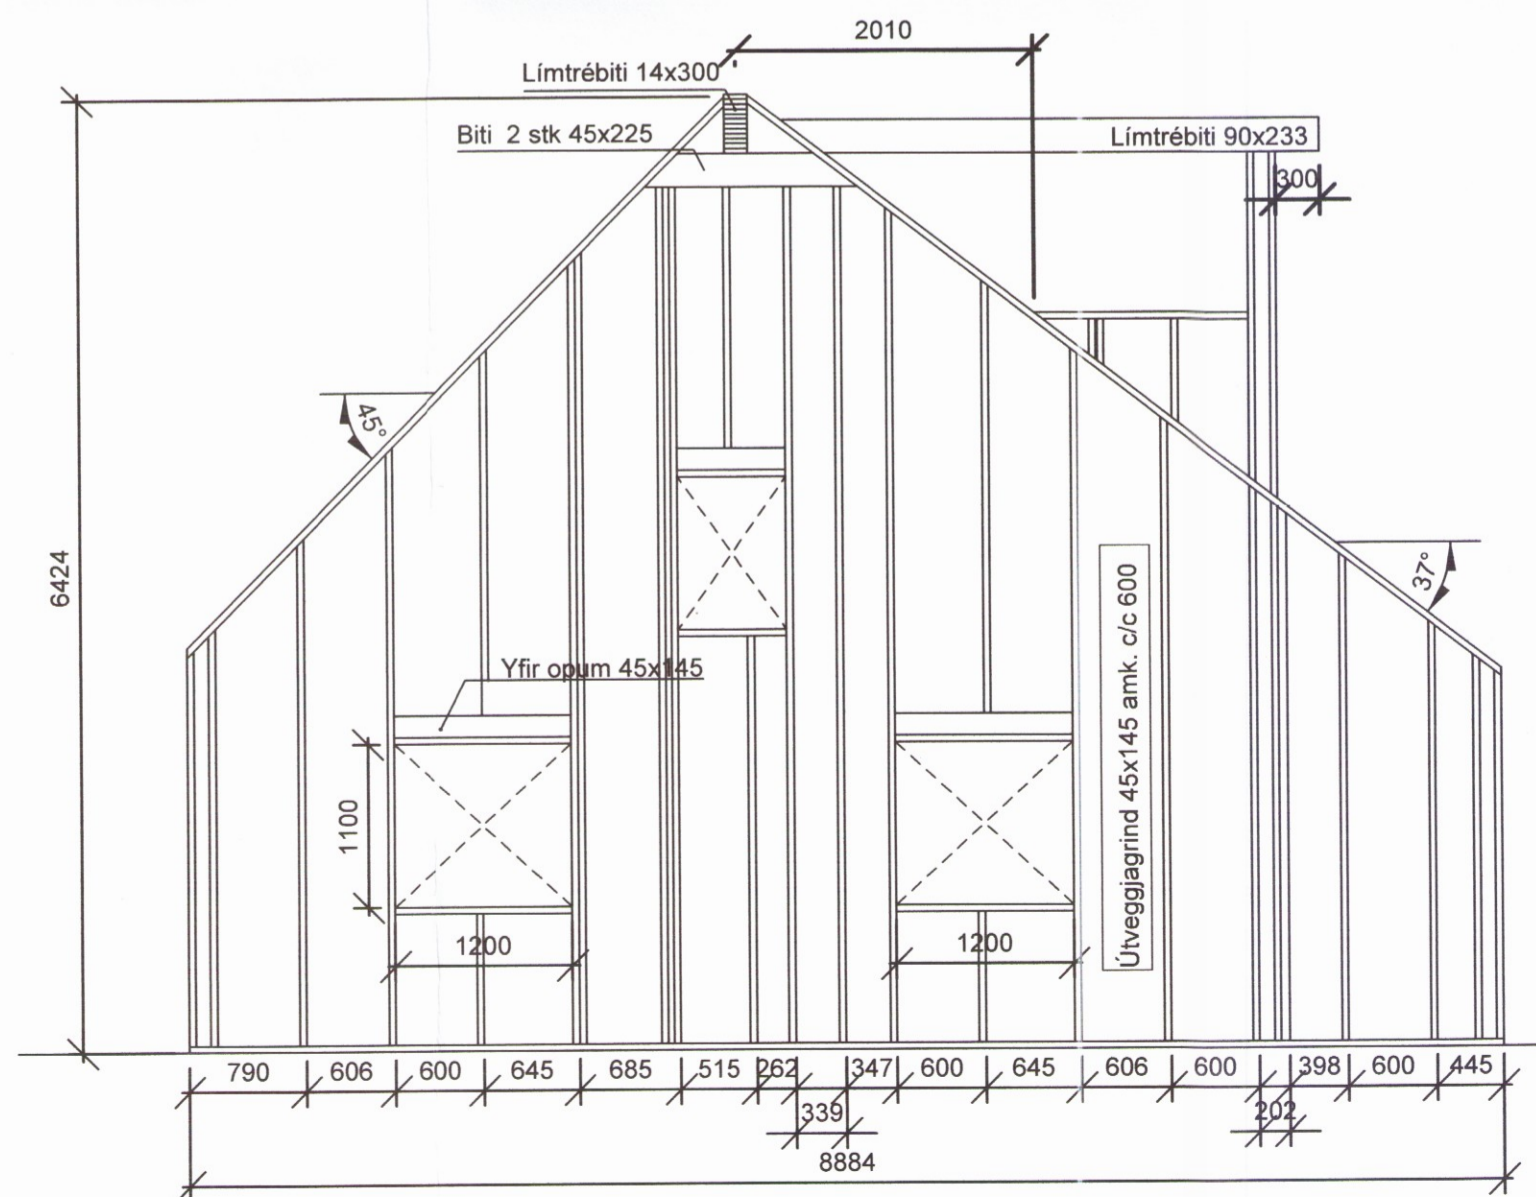 2010
Límtrébiti 14x300
Biti 2 stk 45x225
Límtrébiti 90x233
300
45°
6424
37°
Útveggjagrind 45x145 amk. c/c 600
Yfir opum 45x145
1100
1200
1200
790 606 600 645 685 515 262 347 600 645 606 600 398 600 445
339 202
8884